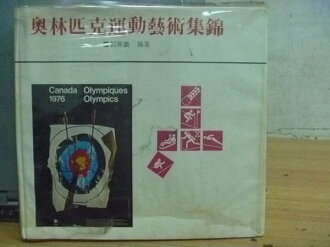 奧林匹克運動藝術集錦
編著
Canada Olympiques
1976 Olympics